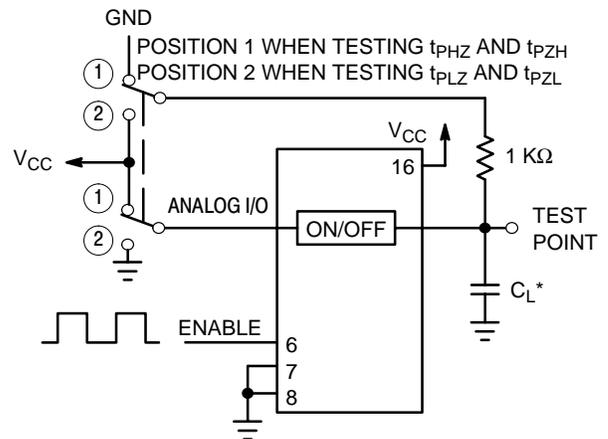 GND
POSITION 1 WHEN TESTING tPHZ AND tPZH
1
POSITION 2 WHEN TESTING tPLZ AND tPZL
2
VCC
VCC
16
1 KΩ
1
ANALOG I/O
ON/OFF
TEST
POINT
2
CL*
ENABLE
6
7
8